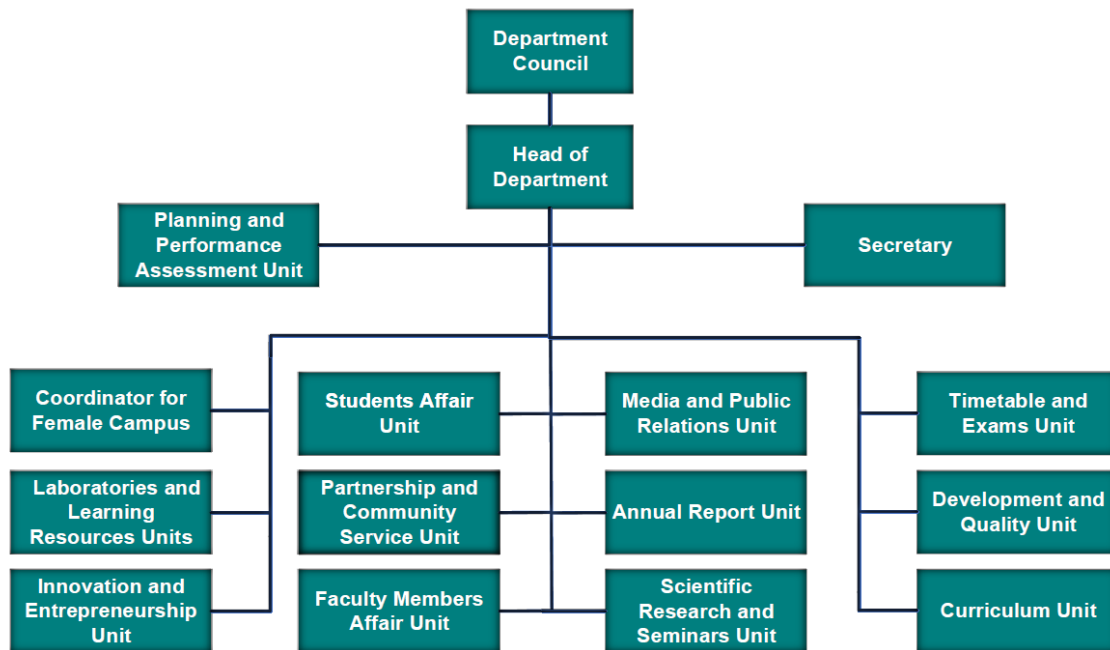 Department
Council
Head of
Department
Planning and
Performance
Assessment Unit
Secretary
Coordinator for
Female Campus
Students Affair
Unit
Media and Public
Relations Unit
Timetable and
Exams Unit
Laboratories and
Learning
Resources Units
Partnership and
Community
Service Unit
Annual Report Unit
Development and
Quality Unit
Innovation and
Entrepreneurship
Unit
Faculty Members
Affair Unit
Scientific
Research and
Seminars Unit
Curriculum Unit